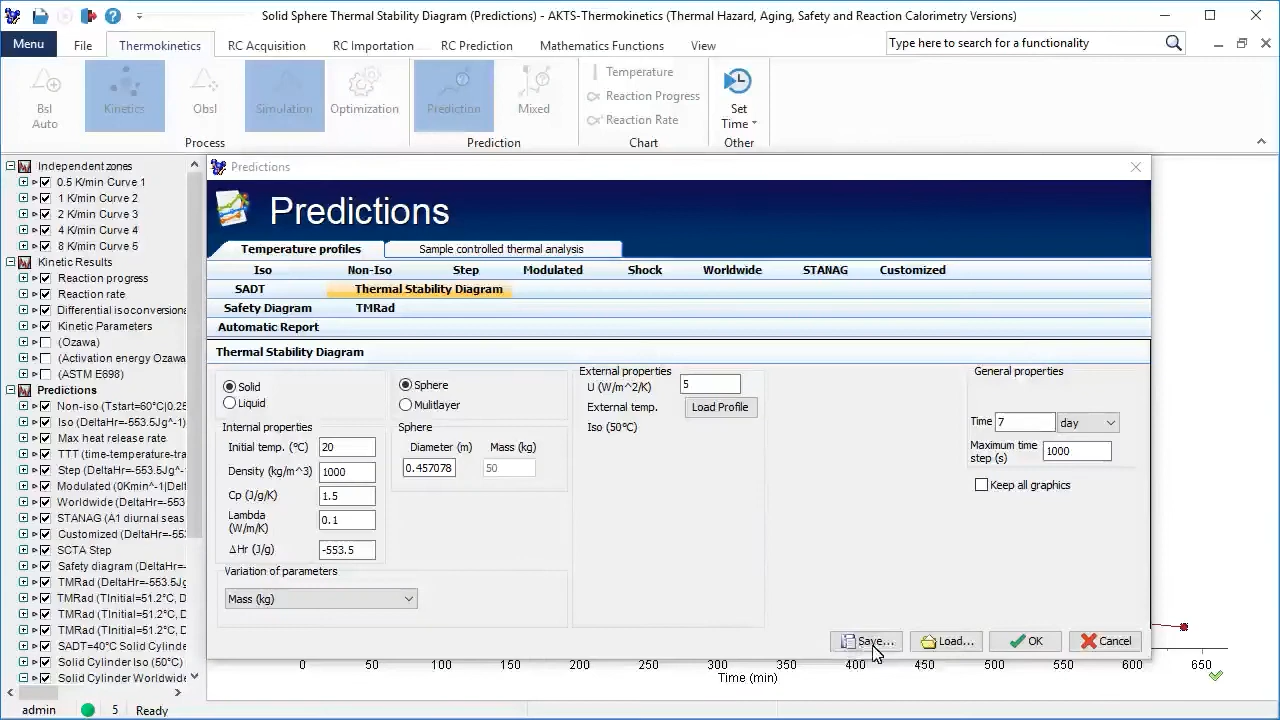 Solid Sphere Thermal Stability Diagram (Predictions) - AKTS-Thermokinetics (Thermal Hazard, Aging, Safety and Reaction Calorimetry Versions)
Menu File Thermokinetics RC Acquisition RC Importation RC Prediction Mathematics Functions View
Type here to search for a functionality
Bsl Auto
Kinetics
Obsl
Simulation
Optimization
Prediction
Mixed
Temperature
Reaction Progress
Reaction Rate
Set Time
Process Prediction Chart Other
Independent zones
0.5 K/min Curve 1
1 K/min Curve 2
2 K/min Curve 3
4 K/min Curve 4
8 K/min Curve 5
Kinetic Results
Reaction progress
Reaction rate
Differential isoconversiona
Kinetic Parameters
(Ozawa)
(Activation energy Ozawa
(ASTM E698)
Predictions
Non-iso (Tstart=60°C|0.25
Iso (DeltaHr=-553.5Jg^-1)
Max heat release rate
TTT (time-temperature-tra
Step (DeltaHr=-553.5Jg^-
Modulated (0Kmin^-1|Delt
Worldwide (DeltaHr=-553
STANAG (A1 diurnal seas
Customized (DeltaHr=-55
SCTA Step
Safety diagram (DeltaHr=
TMRad (DeltaHr=-553.5Jg
TMRad (TInitial=51.2°C, D
TMRad (TInitial=51.2°C, D
TMRad (TInitial=51.2°C, D
SADT=40°C Solid Cylinder
Solid Cylinder Iso (50°C)
Solid Cylinder Worldwide
Predictions
Predictions
Temperature profiles Sample controlled thermal analysis
Iso Non-Iso Step Modulated Shock Worldwide STANAG Customized
SADT Thermal Stability Diagram
Safety Diagram TMRad
Automatic Report
Thermal Stability Diagram
Solid
Liquid
Internal properties
Initial temp. (°C) 20
Density (kg/m^3) 1000
Cp (J/g/K) 1.5
Lambda (W/m/K) 0.1
ΔHr (J/g) -553.5
Variation of parameters
Mass (kg)
Sphere
Mulitlayer
Sphere
Diameter (m) Mass (kg)
0.457078 50
External properties
U (W/m^2/K) 5
External temp. Load Profile
Iso (50°C)
General properties
Time 7 day
Maximum time step (s) 1000
Keep all graphics
Save... Load... OK Cancel
0 50 100 150 200 250 300 350 400 450 500 550 600 650
Time (min)
admin 5 Ready